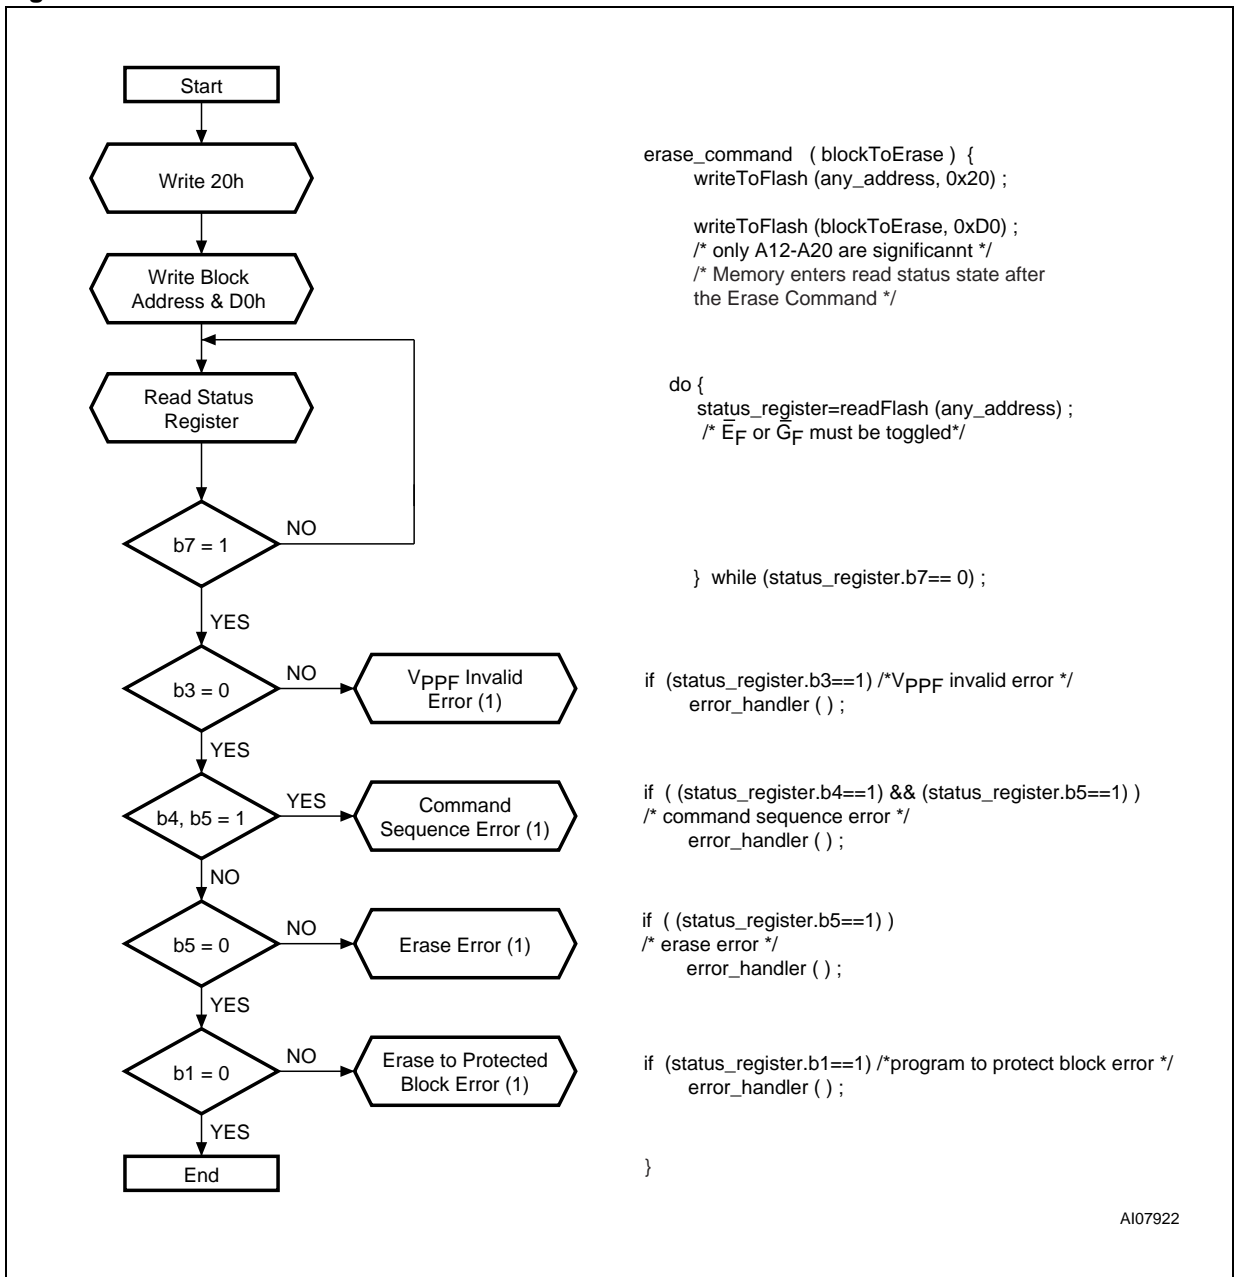 Start
Write 20h
Write Block
Address & D0h
Read Status
Register
b7 = 1
NO
YES
b3 = 0
NO
VPPF Invalid
Error (1)
YES
b4, b5 = 1
YES
Command
Sequence Error (1)
NO
b5 = 0
NO
Erase Error (1)
YES
b1 = 0
NO
Erase to Protected
Block Error (1)
YES
End
erase_command ( blockToErase ) {
writeToFlash (any_address, 0x20) ;
writeToFlash (blockToErase, 0xD0) ;
/* only A12-A20 are significannt */
/* Memory enters read status state after
the Erase Command */
do {
status_register=readFlash (any_address) ;
/* E̅F or G̅F must be toggled*/
} while (status_register.b7== 0) ;
if (status_register.b3==1) /*VPPF invalid error */
error_handler ( ) ;
if ( (status_register.b4==1) && (status_register.b5==1) )
/* command sequence error */
error_handler ( ) ;
if ( (status_register.b5==1) )
/* erase error */
error_handler ( ) ;
if (status_register.b1==1) /*program to protect block error */
error_handler ( ) ;
}
AI07922